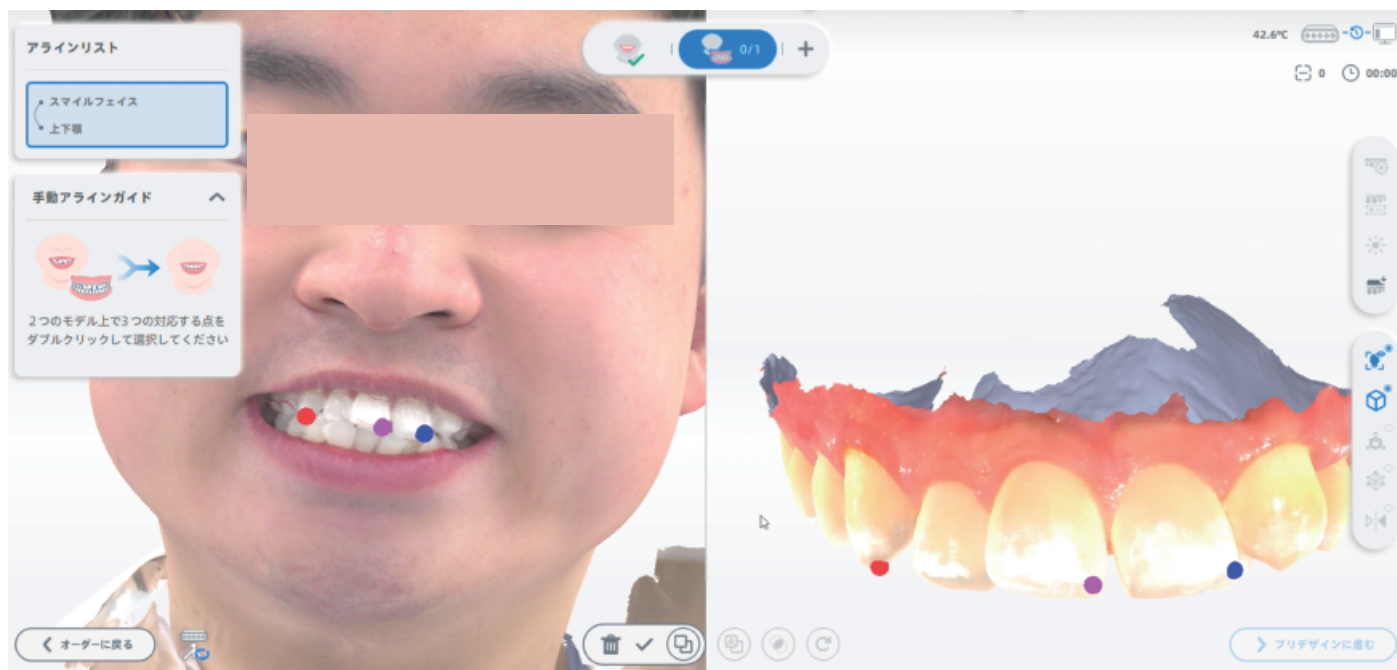 アラインリスト
スマイルフェイス
上下顎
手動アラインガイド
2つのモデル上で3つの対応する点を
ダブルクリックして選択してください
0/1
42.6℃
0
00:00
オーダーに戻る
プリデザインに進む